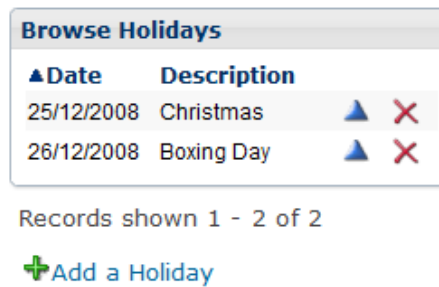 Browse Holidays
Date Description
25/12/2008 Christmas
26/12/2008 Boxing Day
Records shown 1 - 2 of 2
Add a Holiday